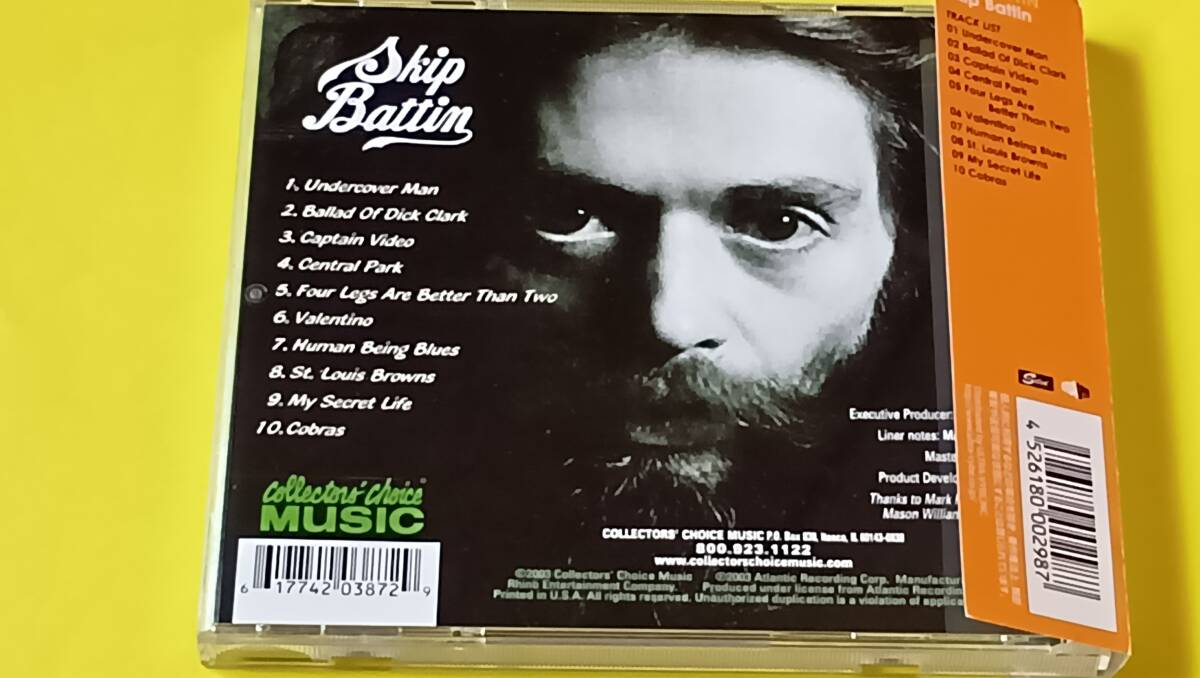 Skip
Battin
1. Undercover Man
2. Ballad Of Dick Clark
3. Captain Video
4. Central Park
5. Four Legs Are Better Than Two
6. Valentino
7. Human Being Blues
8. St. Louis Browns
9. My Secret Life
10. Cobras
collectors' choice
MUSIC
6 17742 03872 9
Executive Producer:
Liner notes:
Product
Thanks to Mark
Mason
COLLECTORS' CHOICE MUSIC P.O. Box
800.923.1122
www.collectorschoicemusic.com
©2003 Collectors' Choice Music ℗2003 Atlantic Recording Corp.
Rhino Entertainment Company. Produced under license from Atlantic
Printed in U.S.A. All rights reserved. Unauthorized duplication is a violation of
Battin
TRACK LIST
01 Undercover Man
02 Ballad Of Dick Clark
03 Captain Video
04 Central Park
05 Four Legs Are
Better Than Two
06 Valentino
07 Human Being Blues
08 St. Louis Browns
09 My Secret Life
10 Cobras
4 526180 002987